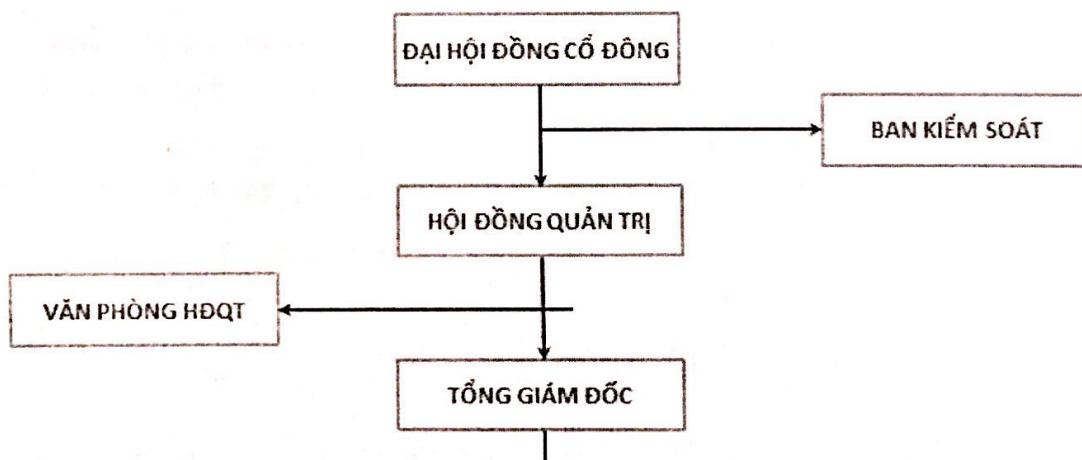 ĐẠI HỘI ĐỒNG CỔ ĐÔNG
BAN KIỂM SOÁT
HỘI ĐỒNG QUẢN TRỊ
VĂN PHÒNG HĐQT
TỔNG GIÁM ĐỐC